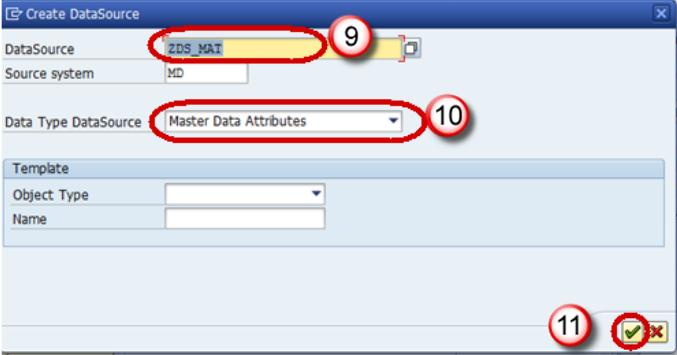 Create DataSource
DataSource ZDS_MAT 9
Source system MD
Data Type DataSource Master Data Attributes 10
Template
Object Type
Name
11